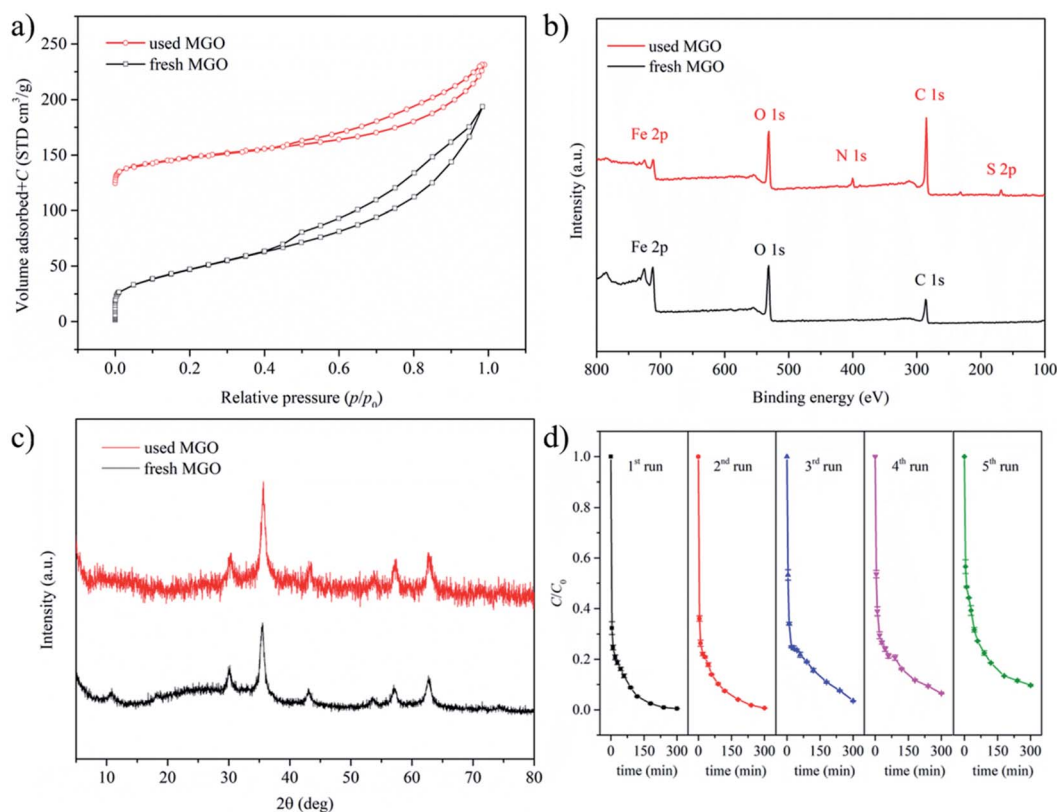 a)
used MGO
fresh MGO
Volume adsorbed+C (STD cm³/g)
250
225
200
175
150
125
100
75
50
25
0
0.0 0.2 0.4 0.6 0.8 1.0
Relative pressure (p/p₀)
b)
used MGO
fresh MGO
Fe 2p
O 1s
N 1s
C 1s
S 2p
Fe 2p
O 1s
C 1s
Intensity (a.u.)
800 700 600 500 400 300 200 100
Binding energy (eV)
c)
used MGO
fresh MGO
Intensity (a.u.)
10 20 30 40 50 60 70 80
2θ (deg)
d)
1st run 2nd run 3rd run 4th run 5th run
C/C₀
1.0
0.8
0.6
0.4
0.2
0.0
0 150 300 0 150 300 0 150 300 0 150 300 0 150 300
time (min) time (min) time (min) time (min) time (min)